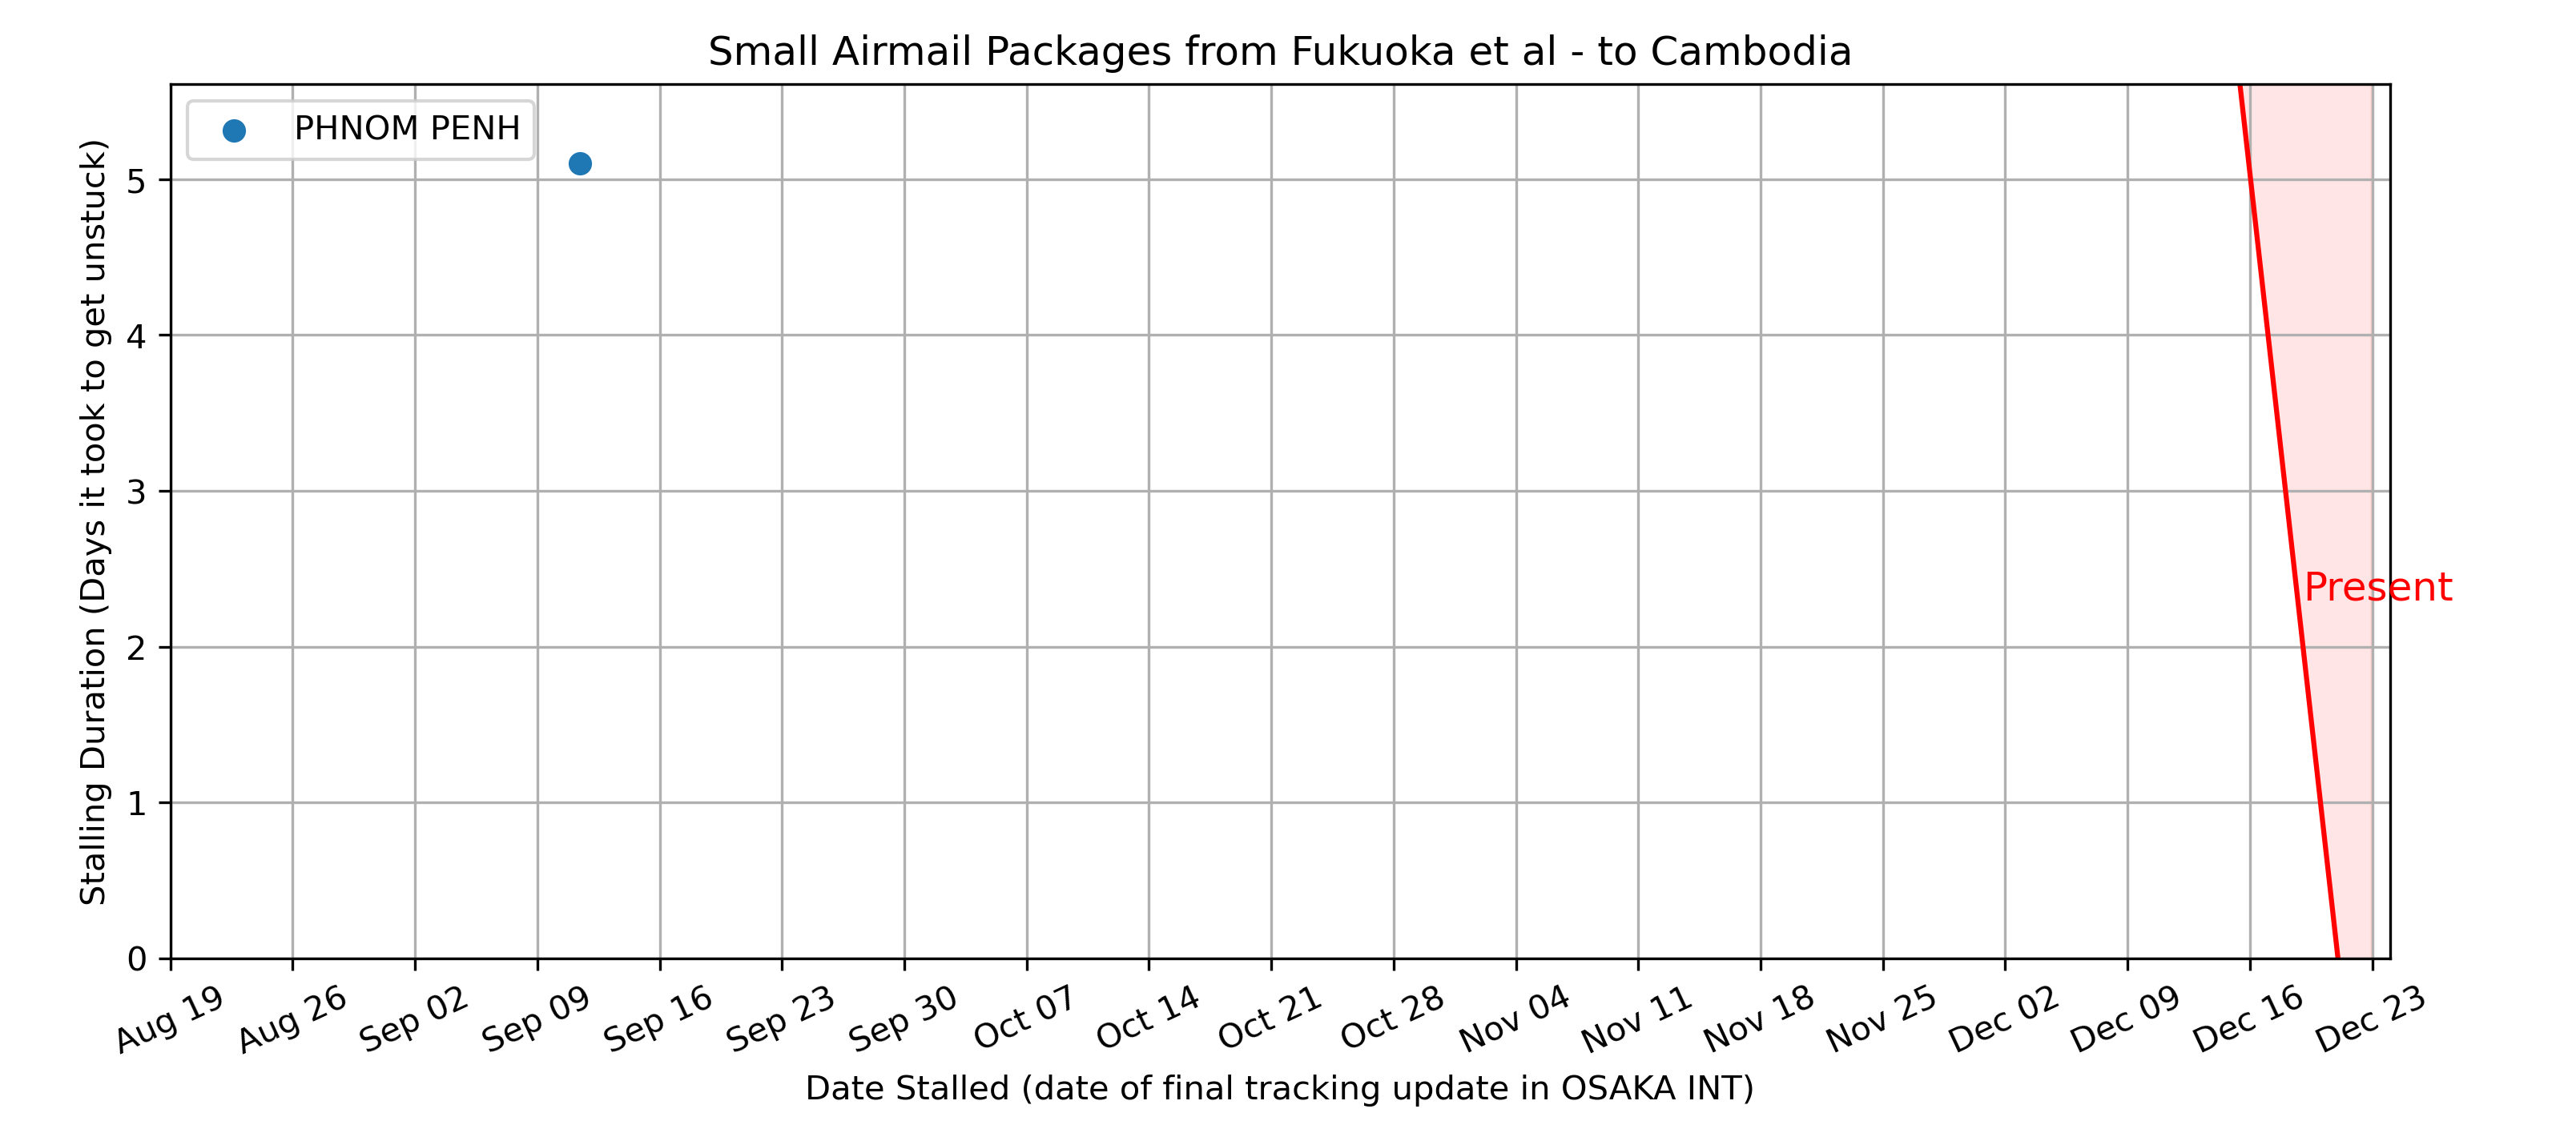 Small Airmail Packages from Fukuoka et al - to Cambodia
PHNOM PENH
Stalling Duration (Days it took to get unstuck)
5
4
3
2
1
0
Present
Aug 19 Aug 26 Sep 02 Sep 09 Sep 16 Sep 23 Sep 30 Oct 07 Oct 14 Oct 21 Oct 28 Nov 04 Nov 11 Nov 18 Nov 25 Dec 02 Dec 09 Dec 16 Dec 23
Date Stalled (date of final tracking update in OSAKA INT)